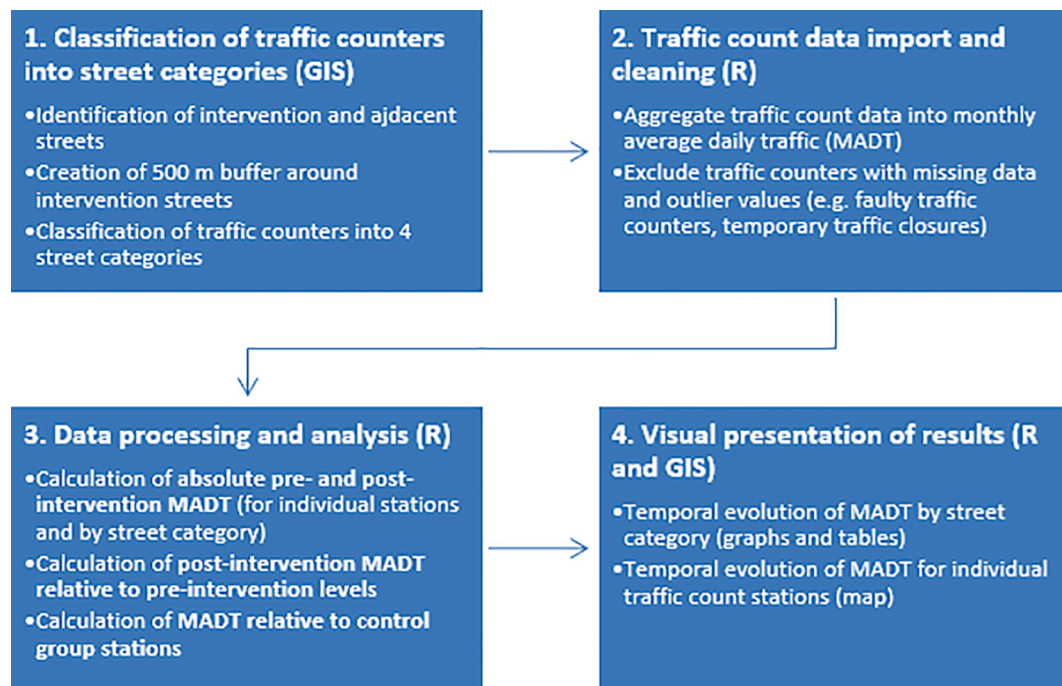 1. Classification of traffic counters
into street categories (GIS)
•Identification of intervention and ajdacent
streets
•Creation of 500 m buffer around
intervention streets
•Classification of traffic counters into 4
street categories
2. Traffic count data import and
cleaning (R)
•Aggregate traffic count data into monthly
average daily traffic (MADT)
•Exclude traffic counters with missing data
and outlier values (e.g. faulty traffic
counters, temporary traffic closures)
3. Data processing and analysis (R)
•Calculation of absolute pre- and post-
intervention MADT (for individual stations
and by street category)
•Calculation of post-intervention MADT
relative to pre-intervention levels
•Calculation of MADT relative to control
group stations
4. Visual presentation of results (R
and GIS)
•Temporal evolution of MADT by street
category (graphs and tables)
•Temporal evolution of MADT for individual
traffic count stations (map)